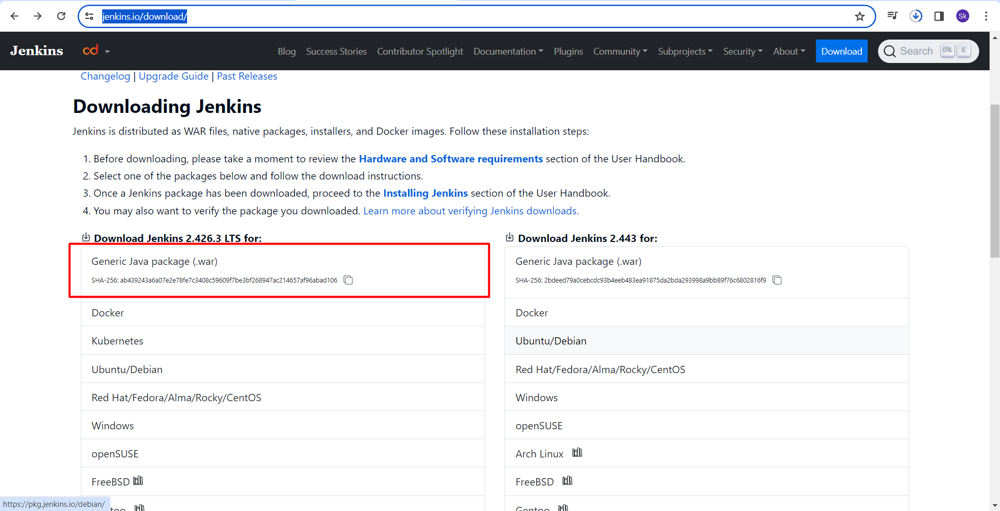 jenkins.io/download/
Sk
Jenkins cd Blog Success Stories Contributor Spotlight Documentation Plugins Community Subprojects Security About Download Search CTRL K
Changelog | Upgrade Guide | Past Releases
Downloading Jenkins
Jenkins is distributed as WAR files, native packages, installers, and Docker images. Follow these installation steps:
1. Before downloading, please take a moment to review the Hardware and Software requirements section of the User Handbook.
2. Select one of the packages below and follow the download instructions.
3. Once a Jenkins package has been downloaded, proceed to the Installing Jenkins section of the User Handbook.
4. You may also want to verify the package you downloaded. Learn more about verifying Jenkins downloads.
Download Jenkins 2.426.3 LTS for:
Generic Java package (.war)
SHA-256: ab439243a6a07e2e78fe7c3408c59609f7be3bf268947ac214657af96abad106
Docker
Kubernetes
Ubuntu/Debian
Red Hat/Fedora/Alma/Rocky/CentOS
Windows
openSUSE
FreeBSD
Download Jenkins 2.443 for:
Generic Java package (.war)
SHA-256: 2bdeed79a0cebcdc93b4eeb483ea91875da2bda293998a9bb89f76c6802816f9
Docker
Ubuntu/Debian
Red Hat/Fedora/Alma/Rocky/CentOS
Windows
openSUSE
Arch Linux
FreeBSD
Gentoo
https://pkg.jenkins.io/debian/